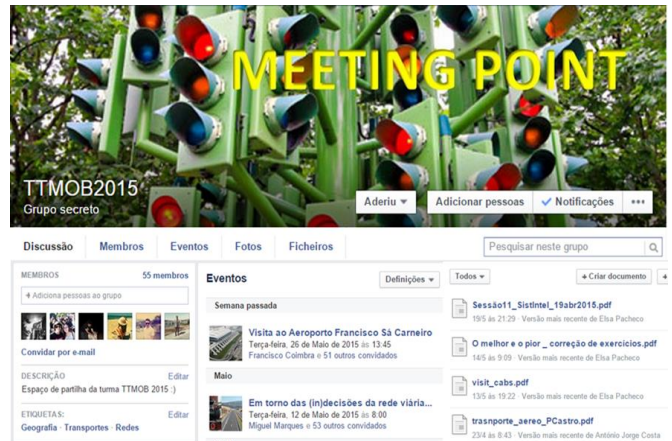 MEETING POINT
TTMOB2015
Grupo secreto
Aderiu
Adicionar pessoas
Notificações
Discussão
Membros
Eventos
Fotos
Ficheiros
Pesquisar neste grupo
MEMBROS
55 membros
+ Adiciona pessoas ao grupo
Convidar por e-mail
DESCRIÇÃO
Editar
Espaço de partilha da turma TTMOB 2015 :)
ETIQUETAS:
Editar
Geografia · Transportes · Redes
Eventos
Definições
Semana passada
Visita ao Aeroporto Francisco Sá Carneiro
Terça-feira, 26 de Maio de 2015 às 13:45
Francisco Coimbra e 51 outros convidados
Maio
Em torno das (in)decisões da rede viária...
Terça-feira, 12 de Maio de 2015 às 8:00
Miguel Marques e 53 outros convidados
Todos
+ Criar documento
+
Sessão11_SistIntel_19abr2015.pdf
19/5 às 21:29 · Versão mais recente de Elsa Pacheco
O melhor e o pior _ correção de exercicios.pdf
14/5 às 9:09 · Versão mais recente de Elsa Pacheco
visit_cabs.pdf
13/5 às 19:22 · Versão mais recente de Elsa Pacheco
trasnporte_aereo_PCastro.pdf
23/4 às 8:43 · Versão mais recente de António Jorge Costa